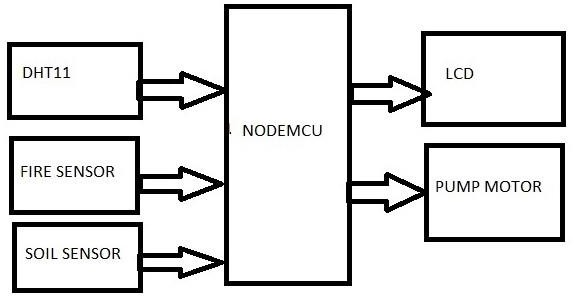 DHT11
LCD
NODEMCU
FIRE SENSOR
PUMP MOTOR
SOIL SENSOR